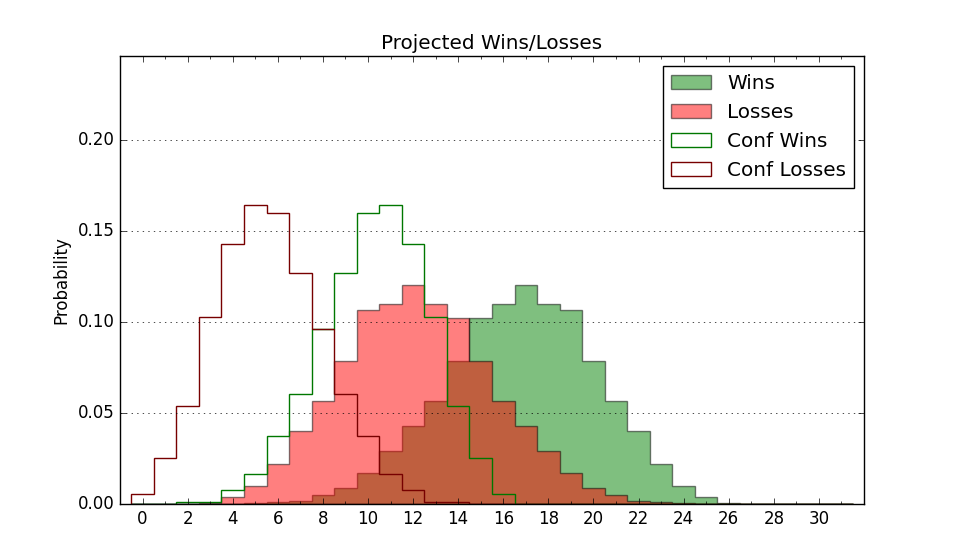 Projected Wins/Losses
Wins
Losses
Conf Wins
Conf Losses
Probability
0.20
0.15
0.10
0.05
0.00
0 2 4 6 8 10 12 14 16 18 20 22 24 26 28 30